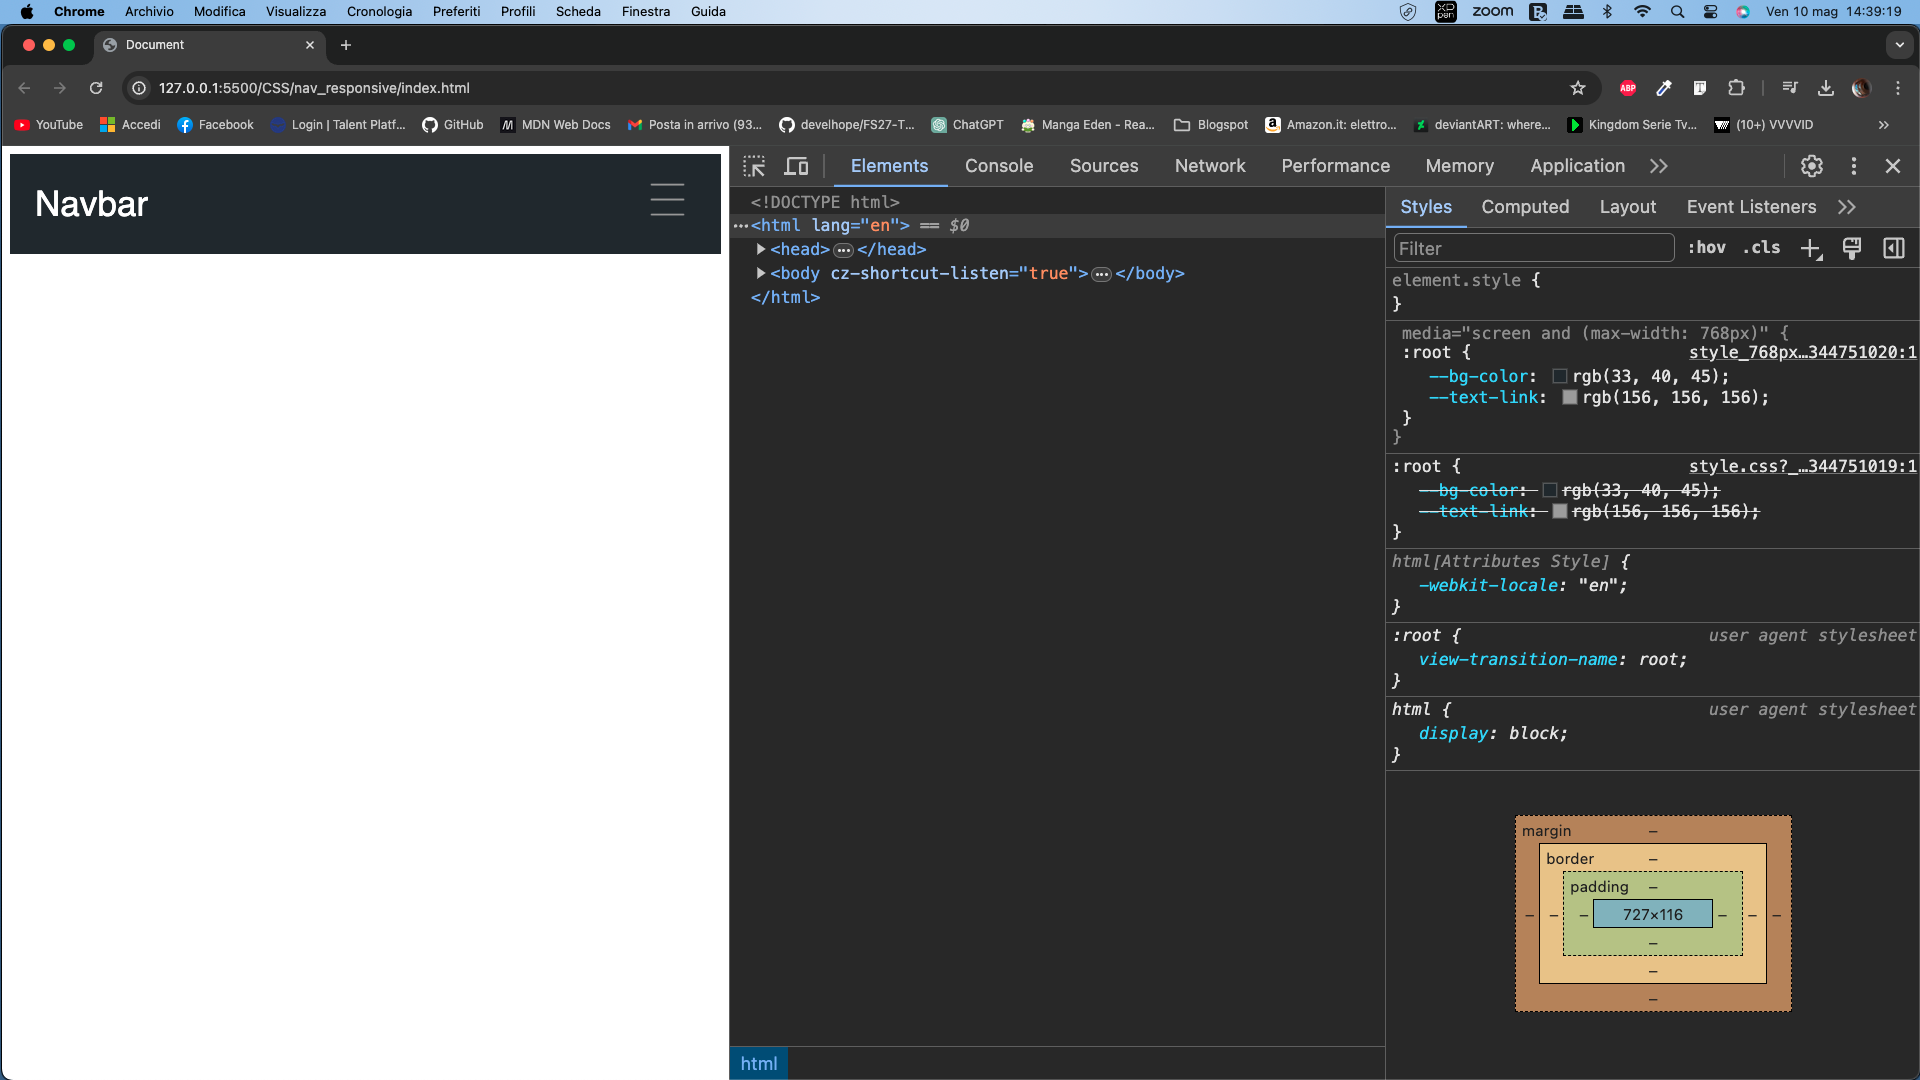 Chrome Archivio Modifica Visualizza Cronologia Preferiti Profili Scheda Finestra Guida zoom Ven 10 mag 14:39:19
Document
127.0.0.1:5500/CSS/nav_responsive/index.html ABP
YouTube Accedi Facebook Login | Talent Platf... GitHub MDN Web Docs Posta in arrivo (93... develhope/FS27-T... ChatGPT Manga Eden - Rea... Blogspot Amazon.it: elettro... deviantART: where... Kingdom Serie Tv... (10+) VVVVID
Navbar
Elements Console Sources Network Performance Memory Application
<!DOCTYPE html>
<html lang="en"> == $0
<head>…</head>
<body cz-shortcut-listen="true">…</body>
</html>
html
Styles Computed Layout Event Listeners
Filter :hov .cls
element.style {
}
media="screen and (max-width: 768px)" {
:root { style_768px…344751020:1
--bg-color: rgb(33, 40, 45);
--text-link: rgb(156, 156, 156);
}
}
:root { style.css?_…344751019:1
--bg-color: rgb(33, 40, 45);
--text-link: rgb(156, 156, 156);
}
html[Attributes Style] {
-webkit-locale: "en";
}
:root { user agent stylesheet
view-transition-name: root;
}
html { user agent stylesheet
display: block;
}
margin –
border –
padding –
– – – 727×116 – – –
–
–
–